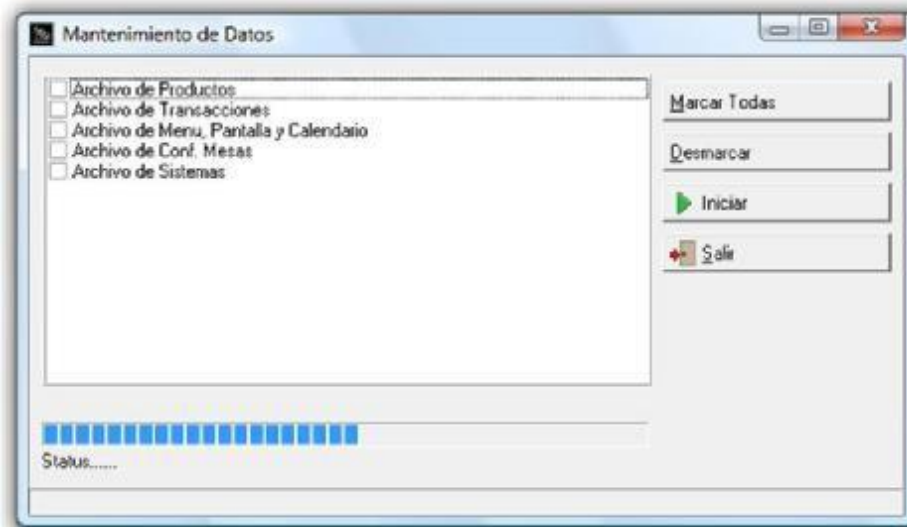 Mantenimiento de Datos
Archivo de Productos
Archivo de Transacciones
Archivo de Menu, Pantalla y Calendario
Archivo de Conf. Mesas
Archivo de Sistemas
Marcar Todas
Desmarcar
Iniciar
Salir
Status......